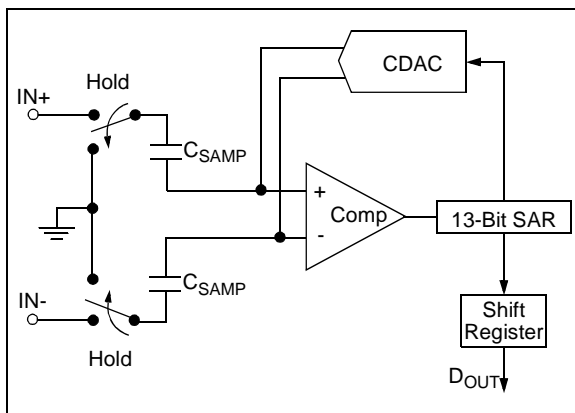 CDAC
Hold
IN+
CSAMP
+
Comp
-
13-Bit SAR
CSAMP
IN-
Hold
Shift
Register
DOUT